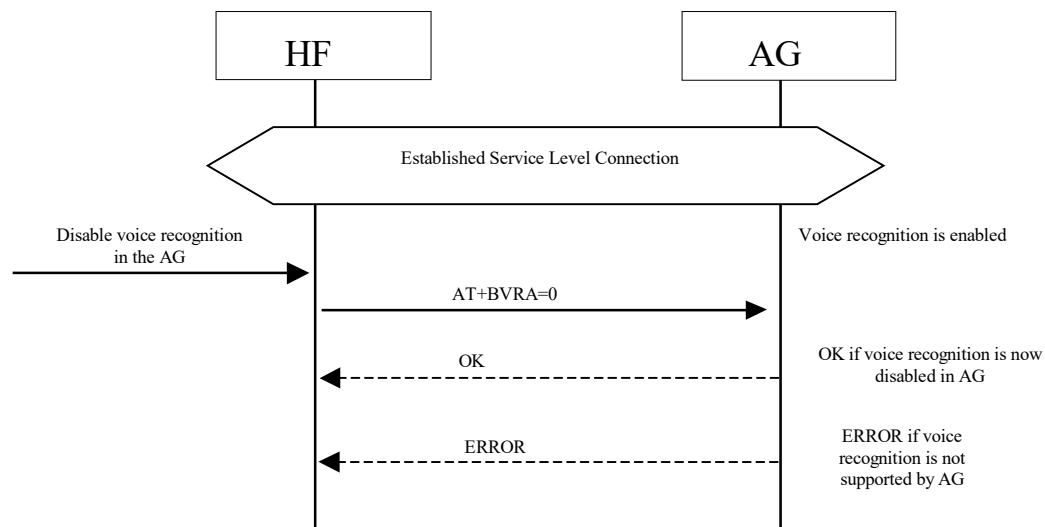 HF
AG
Established Service Level Connection
Disable voice recognition
in the AG
Voice recognition is enabled
AT+BVRA=0
OK
OK if voice recognition is now
disabled in AG
ERROR
ERROR if voice
recognition is not
supported by AG